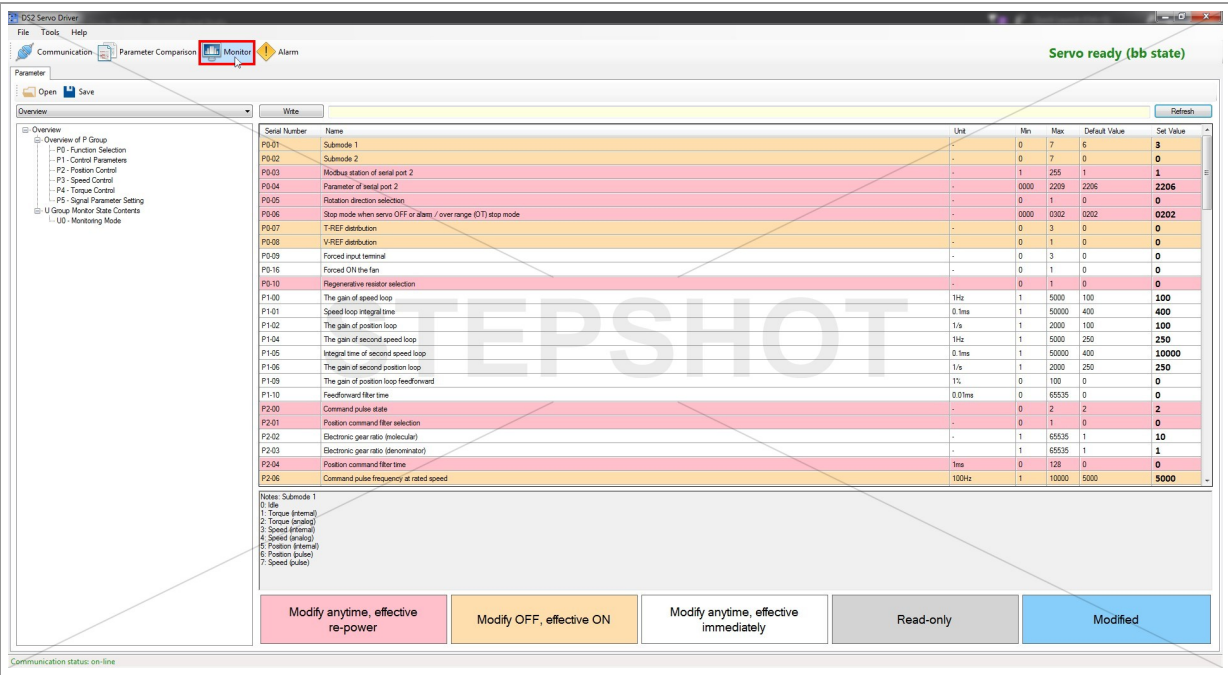 DS2 Servo Driver
File Tools Help
Communication Parameter Comparison Monitor Alarm
Servo ready (bb state)
Parameter
Open Save
Overview Write Refresh
Overview
Overview of P Group
P0 - Function Selection
P1 - Control Parameters
P2 - Position Control
P3 - Speed Control
P4 - Torque Control
P5 - Signal Parameter Setting
U Group Monitor State Contents
U0 - Monitoring Mode
Serial Number Name Unit Min Max Default Value Set Value
P0-01 Submode 1 - 0 7 6 3
P0-02 Submode 2 - 0 7 0 0
P0-03 Modbus station of serial port 2 - 1 255 1 1
P0-04 Parameter of serial port 2 - 0000 2209 2206 2206
P0-05 Rotation direction selection - 0 1 0 0
P0-06 Stop mode when servo OFF or alarm / over range (OT) stop mode - 0000 0302 0202 0202
P0-07 T-REF distribution - 0 3 0 0
P0-08 V-REF distribution - 0 1 0 0
P0-09 Forced input terminal - 0 3 0 0
P0-16 Forced ON the fan - 0 1 0 0
P0-10 Regenerative resistor selection - 0 1 0 0
P1-00 The gain of speed loop 1Hz 1 5000 100 100
P1-01 Speed loop integral time 0.1ms 1 50000 400 400
P1-02 The gain of position loop 1/s 1 2000 100 100
P1-04 The gain of second speed loop 1Hz 1 5000 250 250
P1-05 Integral time of second speed loop 0.1ms 1 50000 400 10000
P1-06 The gain of second position loop 1/s 1 2000 250 250
P1-09 The gain of position loop feedforward 1% 0 100 0 0
P1-10 Feedforward filter time 0.01ms 0 65535 0 0
P2-00 Command pulse state - 0 2 2 2
P2-01 Position command filter selection - 0 1 0 0
P2-02 Electronic gear ratio (molecular) - 1 65535 1 10
P2-03 Electronic gear ratio (denominator) - 1 65535 1 1
P2-04 Position command filter time 1ms 0 128 0 0
P2-06 Command pulse frequency at rated speed 100Hz 1 10000 5000 5000
STEPSHOT
Notes: Submode 1
0: Idle
1: Torque (internal)
2: Torque (analog)
3: Speed (internal)
4: Speed (analog)
5: Position (internal)
6: Position (pulse)
7: Speed (pulse)
Modify anytime, effective
re-power
Modify OFF, effective ON
Modify anytime, effective
immediately
Read-only
Modified
Communication status: on-line